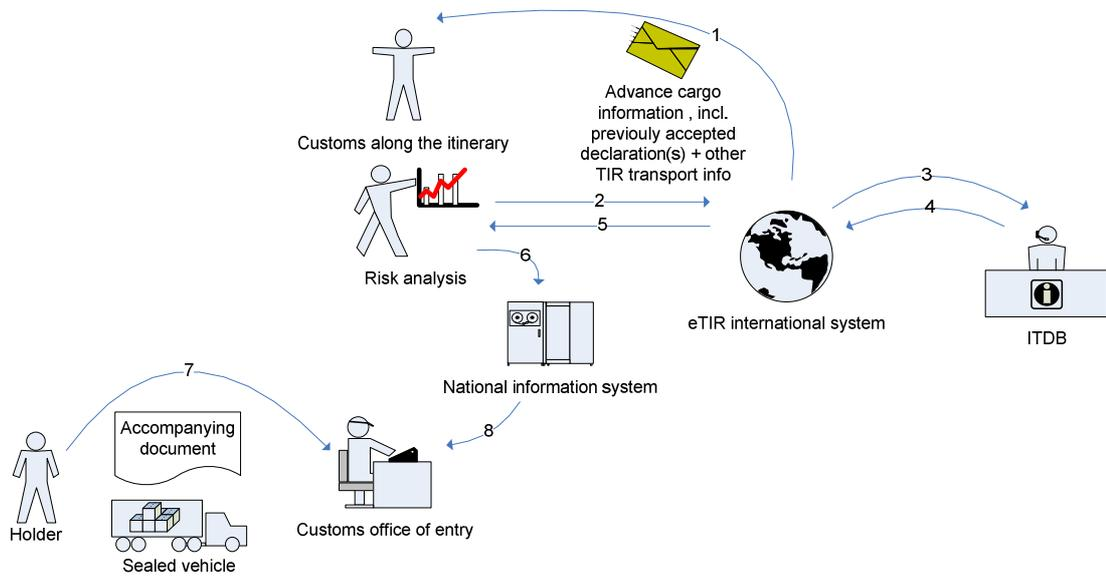 1
Advance cargo
information , incl.
previouly accepted
declaration(s) + other
TIR transport info
Customs along the itinerary
2
3
4
5
Risk analysis
6
eTIR international system
ITDB
National information system
7
8
Accompanying
document
Holder
Customs office of entry
Sealed vehicle